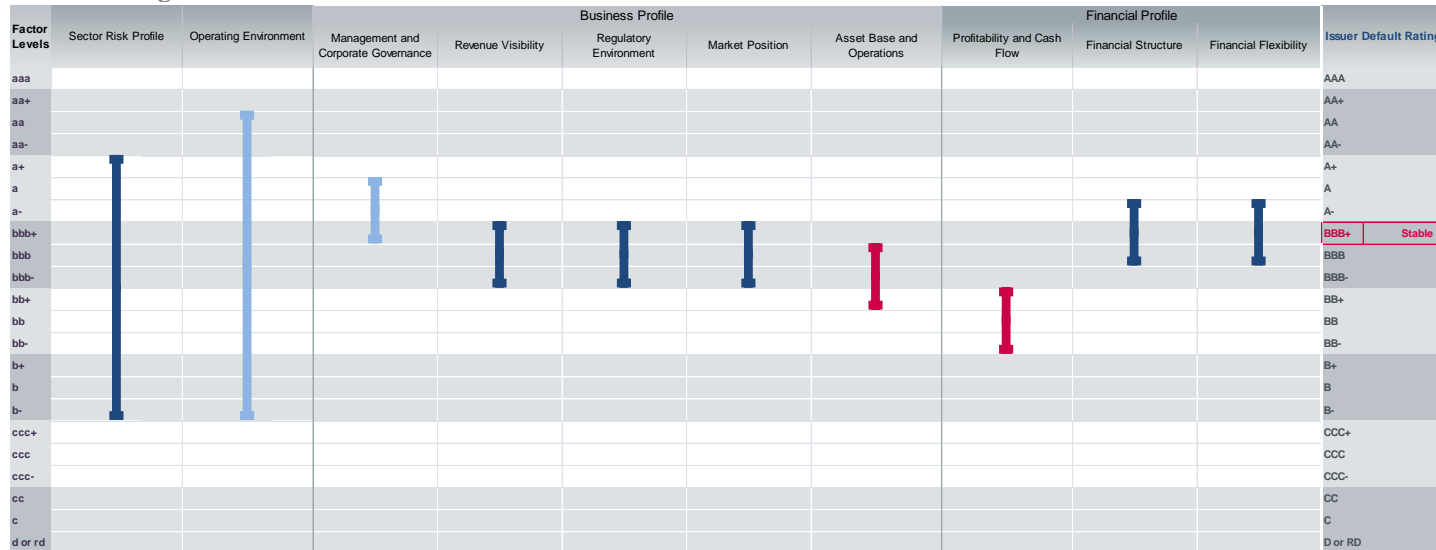 Business Profile
Financial Profile
Factor Levels
Sector Risk Profile
Operating Environment
Management and Corporate Governance
Revenue Visibility
Regulatory Environment
Market Position
Asset Base and Operations
Profitability and Cash Flow
Financial Structure
Financial Flexibility
Issuer Default Rating
aaa AAA
aa+ AA+
aa AA
aa- AA-
a+ A+
a A
a- A-
bbb+ BBB+ Stable
bbb BBB
bbb- BBB-
bb+ BB+
bb BB
bb- BB-
b+ B+
b B
b- B-
ccc+ CCC+
ccc CCC
ccc- CCC-
cc CC
c C
d or rd D or RD